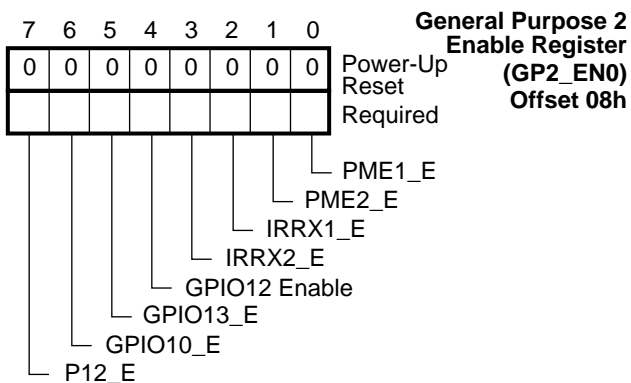 General Purpose 2
Enable Register
(GP2_EN0)
Offset 08h
7 6 5 4 3 2 1 0
0 0 0 0 0 0 0 0 Power-Up
Reset
Required
PME1_E
PME2_E
IRRX1_E
IRRX2_E
GPIO12 Enable
GPIO13_E
GPIO10_E
P12_E